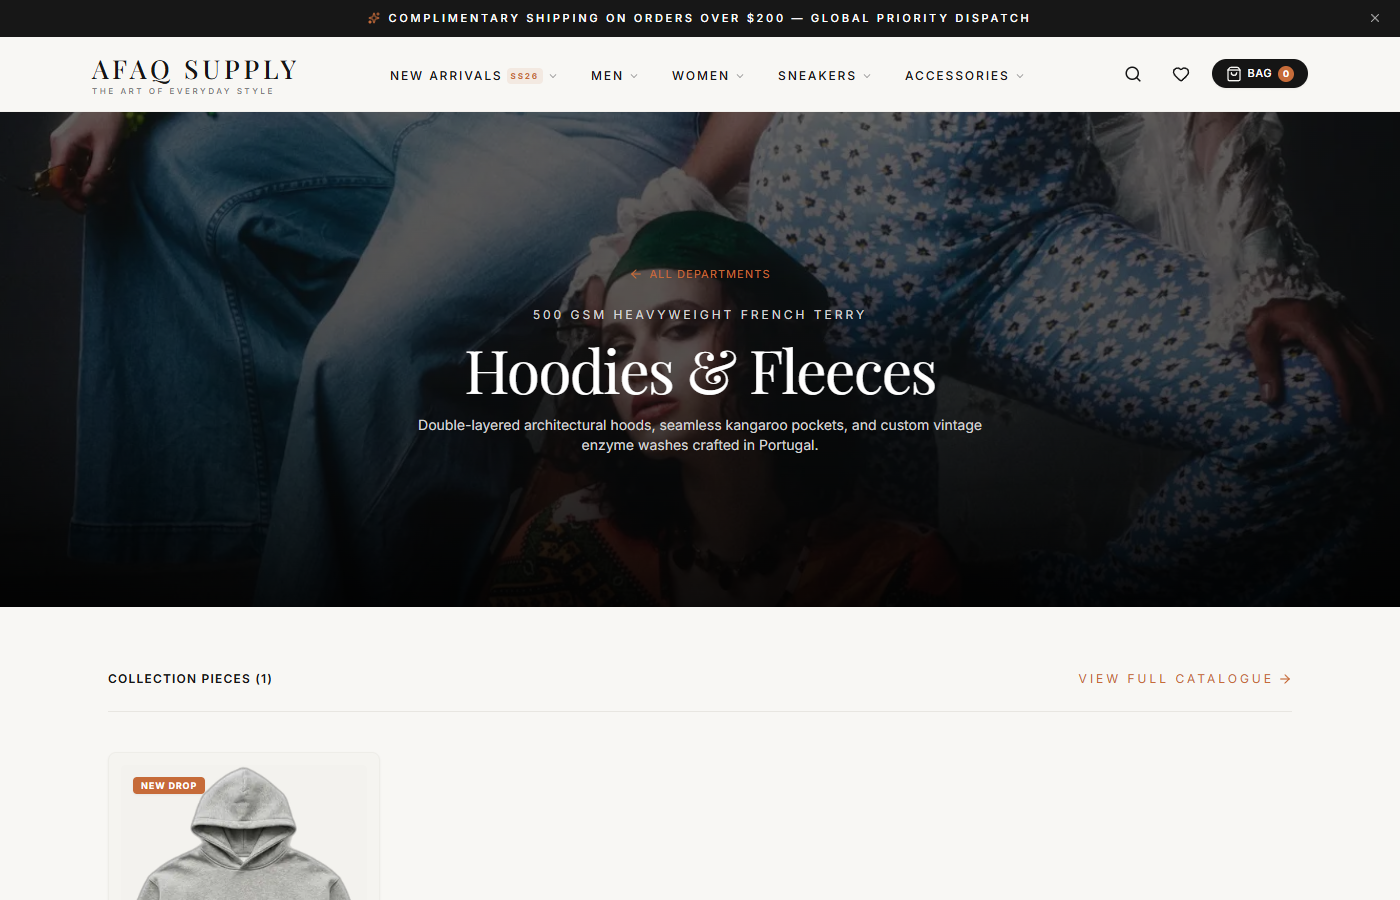 COMPLIMENTARY SHIPPING ON ORDERS OVER $200 — GLOBAL PRIORITY DISPATCH
AFAQ SUPPLY
THE ART OF EVERYDAY STYLE
NEW ARRIVALS SS26 MEN WOMEN SNEAKERS ACCESSORIES
BAG 0
ALL DEPARTMENTS
500 GSM HEAVYWEIGHT FRENCH TERRY
Hoodies & Fleeces
Double-layered architectural hoods, seamless kangaroo pockets, and custom vintage
enzyme washes crafted in Portugal.
COLLECTION PIECES (1)
VIEW FULL CATALOGUE
NEW DROP